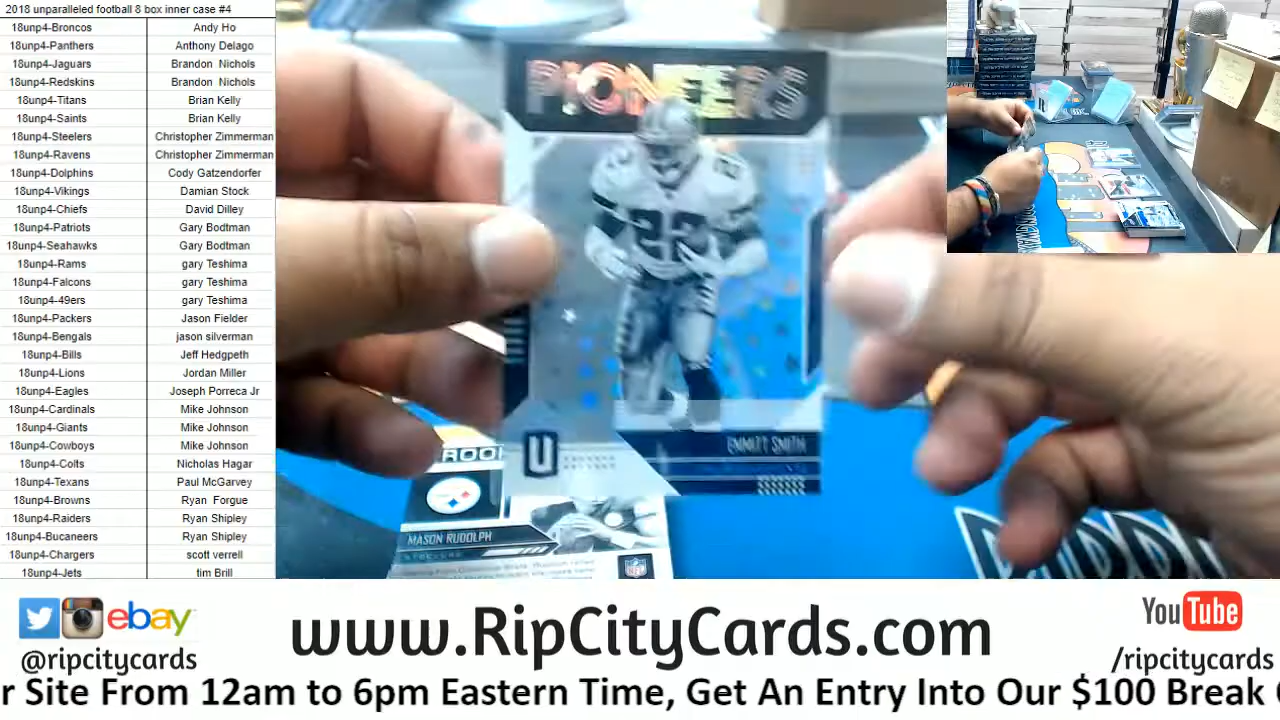 2018 unparalleled football 8 box inner case #4
18unp4-Broncos Andy Ho
18unp4-Panthers Anthony Delago
18unp4-Jaguars Brandon Nichols
18unp4-Redskins Brandon Nichols
18unp4-Titans Brian Kelly
18unp4-Saints Brian Kelly
18unp4-Steelers Christopher Zimmerman
18unp4-Ravens Christopher Zimmerman
18unp4-Dolphins Cody Gatzendorfer
18unp4-Vikings Damian Stock
18unp4-Chiefs David Dilley
18unp4-Patriots Gary Bodtman
18unp4-Seahawks Gary Bodtman
18unp4-Rams gary Teshima
18unp4-Falcons gary Teshima
18unp4-49ers gary Teshima
18unp4-Packers Jason Fielder
18unp4-Bengals jason silverman
18unp4-Bills Jeff Hedgpeth
18unp4-Lions Jordan Miller
18unp4-Eagles Joseph Porreca Jr
18unp4-Cardinals Mike Johnson
18unp4-Giants Mike Johnson
18unp4-Cowboys Mike Johnson
18unp4-Colts Nicholas Hagar
18unp4-Texans Paul McGarvey
18unp4-Browns Ryan Forgue
18unp4-Raiders Ryan Shipley
18unp4-Bucaneers Ryan Shipley
18unp4-Chargers scott verrell
18unp4-Jets tim Brill
PIONEERS
22
EMMITT SMITH
U
ROO
MASON RUDOLPH
STEELERS
NFL
ebay
@ripcitycards
www.RipCityCards.com
YouTube
/ripcitycards
r Site From 12am to 6pm Eastern Time, Get An Entry Into Our $100 Break